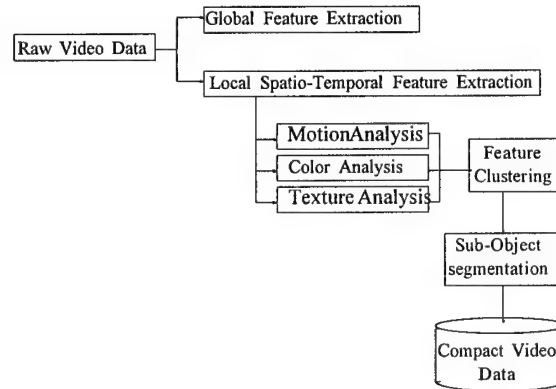 Global Feature Extraction
Raw Video Data
Local Spatio-Temporal Feature Extraction
MotionAnalysis
Color Analysis
Texture Analysis
Feature
Clustering
Sub-Object
segmentation
Compact Video
Data